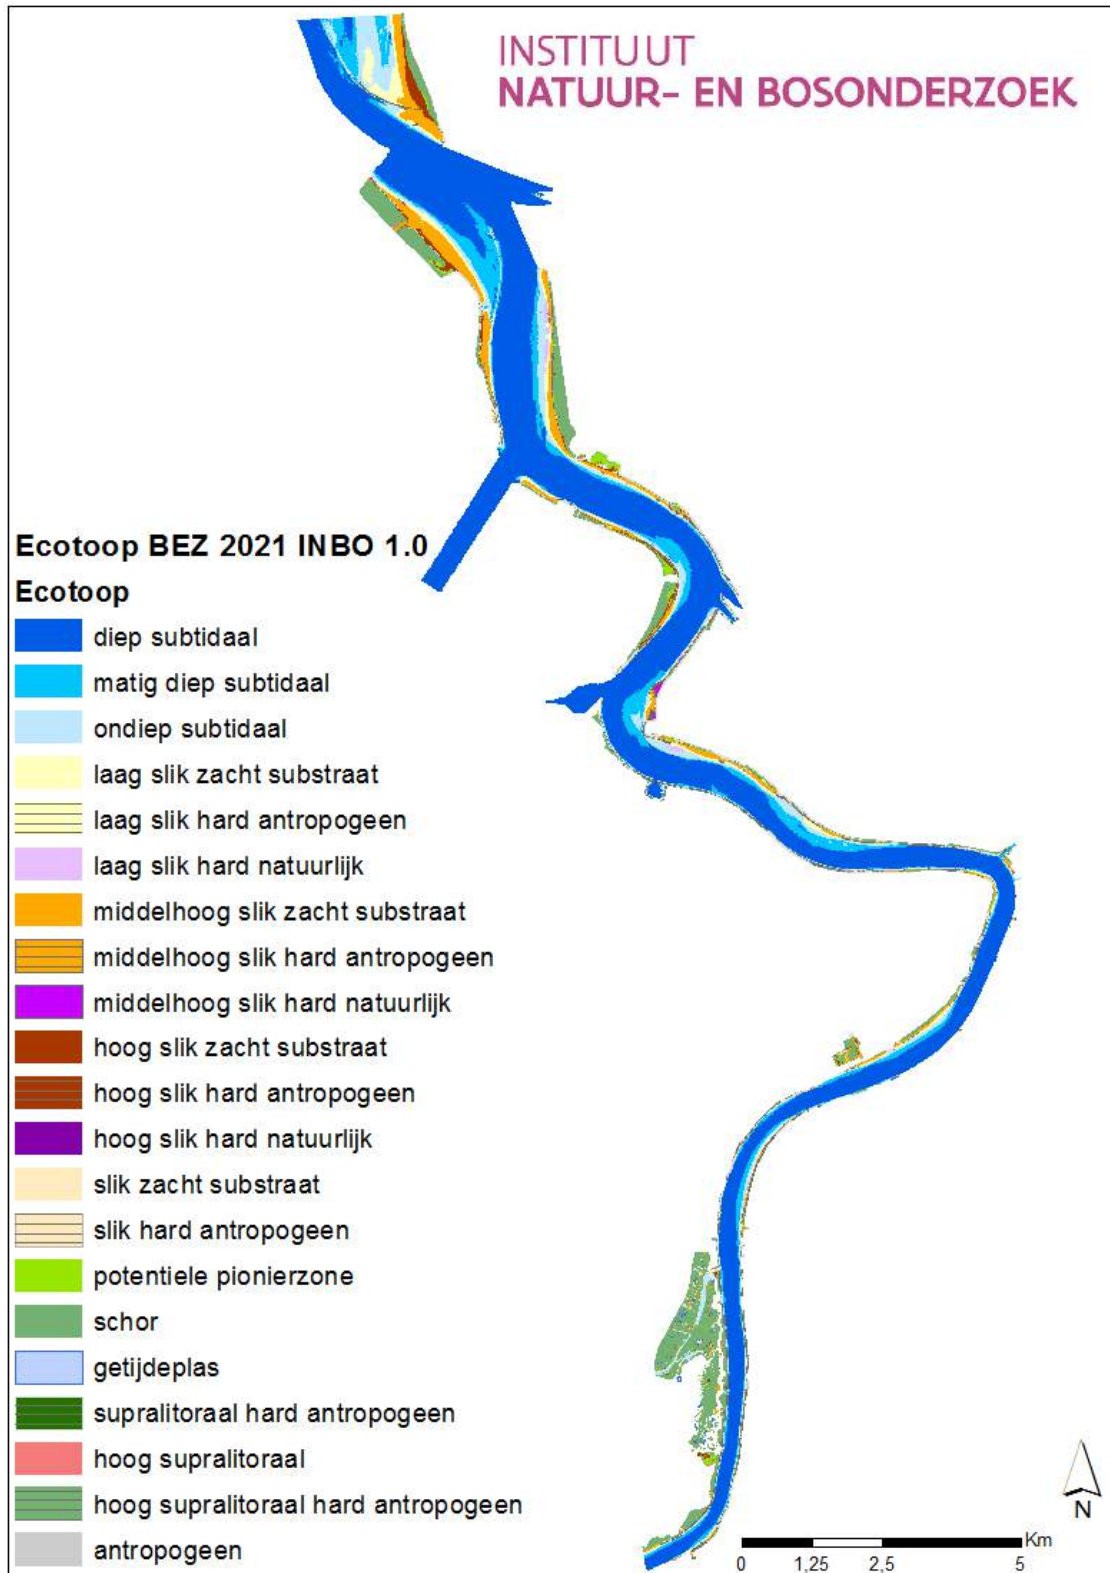 INSTITUUT
NATUUR- EN BOSONDERZOEK
Ecotoop BEZ 2021 INBO 1.0
Ecotoop
diep subtidaal
matig diep subtidaal
ondiep subtidaal
laag slik zacht substraat
laag slik hard antropogeen
laag slik hard natuurlijk
middelhoog slik zacht substraat
middelhoog slik hard antropogeen
middelhoog slik hard natuurlijk
hoog slik zacht substraat
hoog slik hard antropogeen
hoog slik hard natuurlijk
slik zacht substraat
slik hard antropogeen
potentiele pionierzone
schor
getijdeplas
supralitoraal hard antropogeen
hoog supralitoraal
hoog supralitoraal hard antropogeen
antropogeen
N
Km
0 1,25 2,5 5